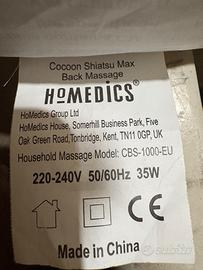 Cocoon Shiatsu Max
Back Massage
HoMEDICS
HoMedics Group Ltd
HoMedics House, Somerhill Business Park, Five
Oak Green Road,Tonbridge, Kent, TN11 0GP, UK
Household Massage Model: CBS-1000-EU
220-240V 50/60Hz 35W
CE
Made in China
subito